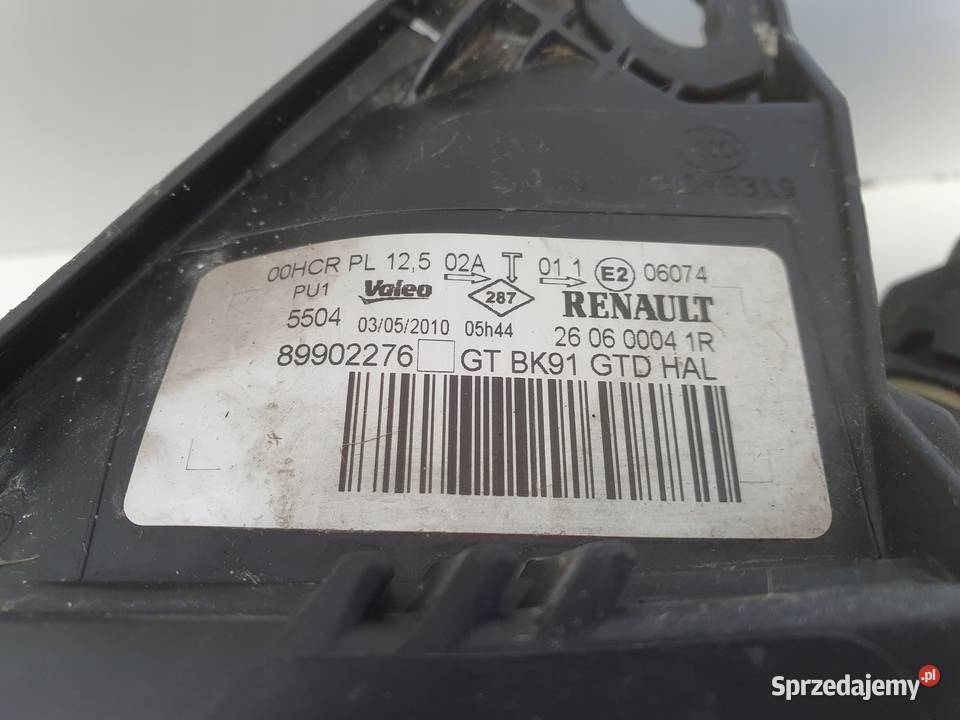 00HCR PL 12,5 02A T 01 1 E2 06074
PU1 Valeo 287 RENAULT
5504 03/05/2010 05h44 26 06 0004 1R
89902276 GT BK91 GTD HAL
Sprzedajemy.pl